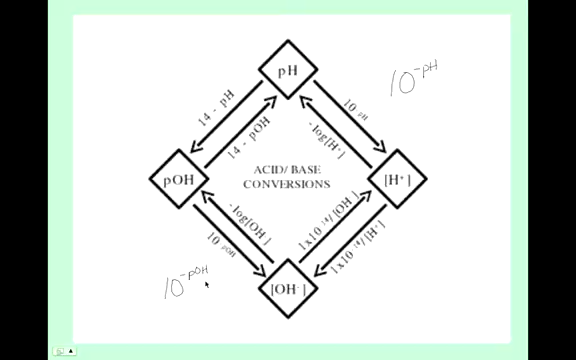 pH
10^-pH
14 - pH
10 pH
14 - pOH
-log[H⁺]
ACID/ BASE
CONVERSIONS
pOH
[H⁺]
-log[OH ]
1x10 ⁻¹⁴/[OH ]
10 pOH
1x10 ⁻¹⁴/[H⁺]
10^-pOH
[OH⁻]